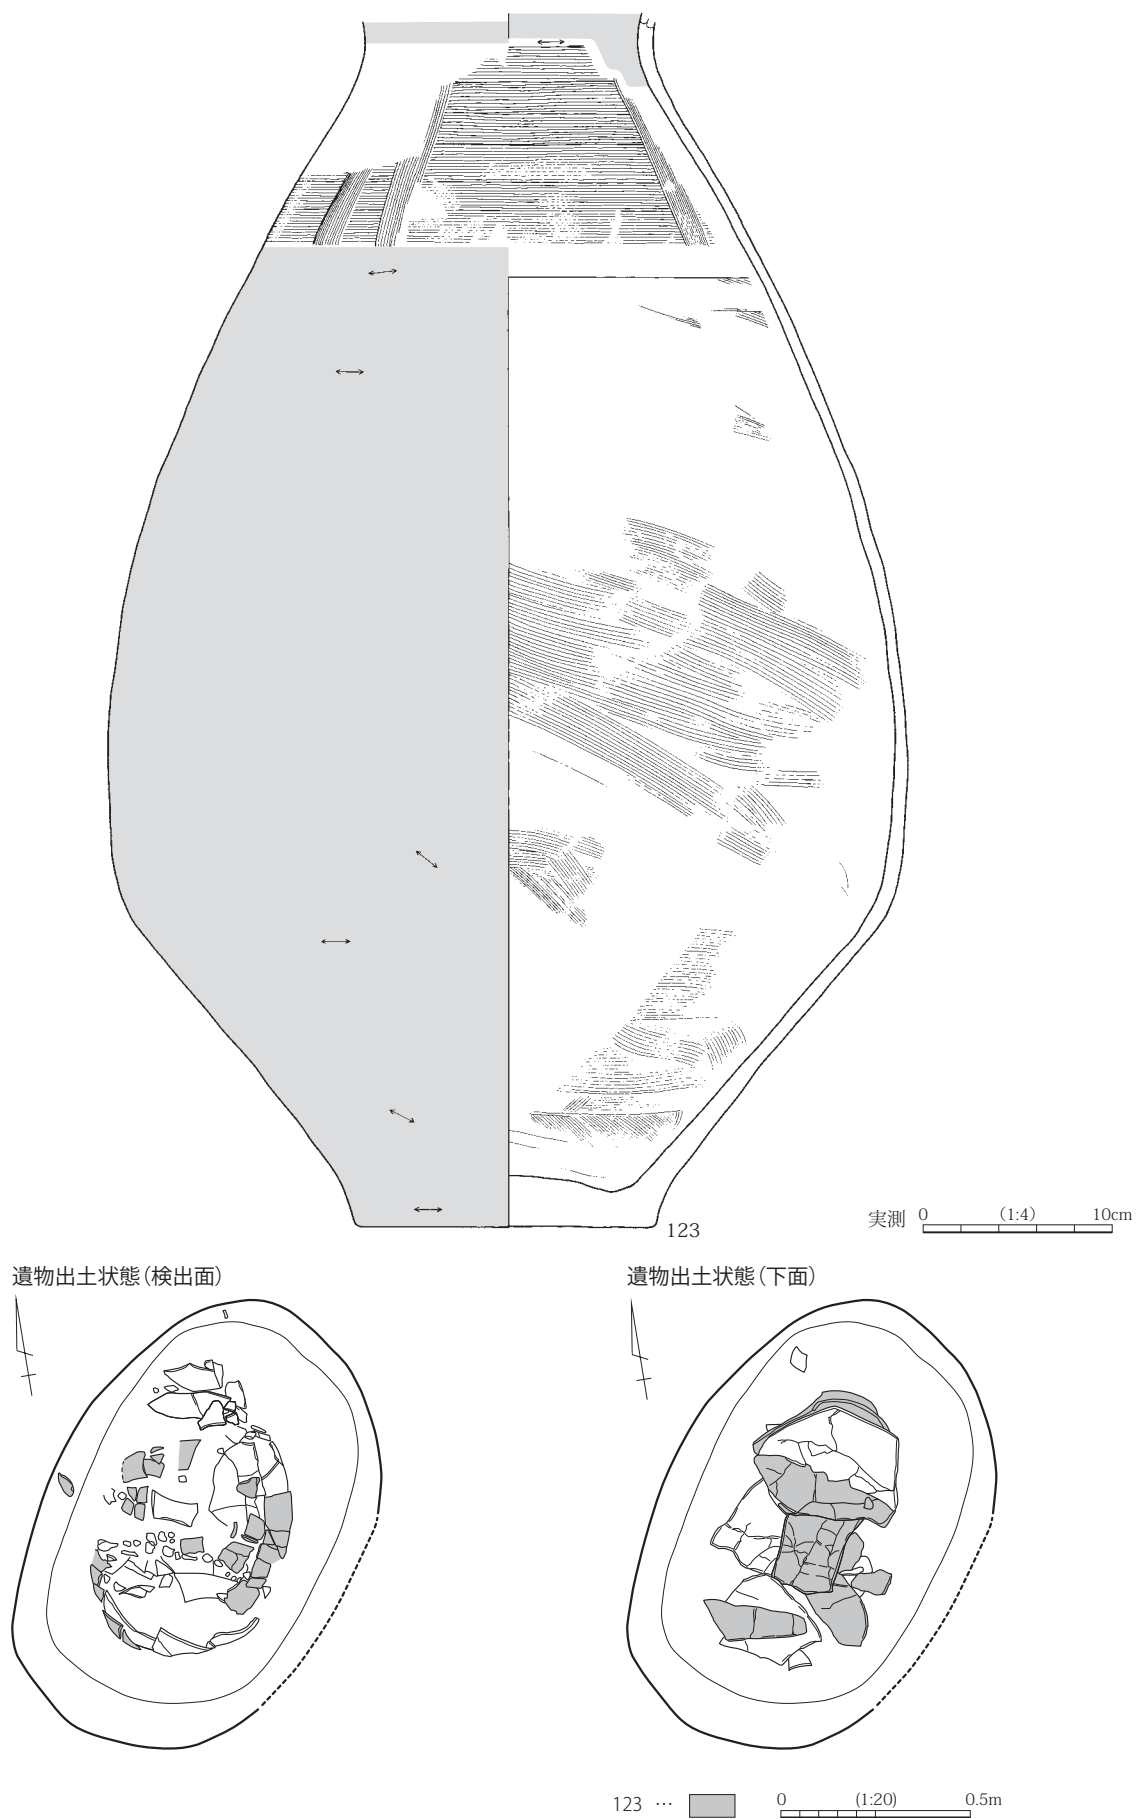 123
実測 0 (1:4) 10cm
遺物出土状態(検出面)
遺物出土状態(下面)
123 … 0 (1:20) 0.5m